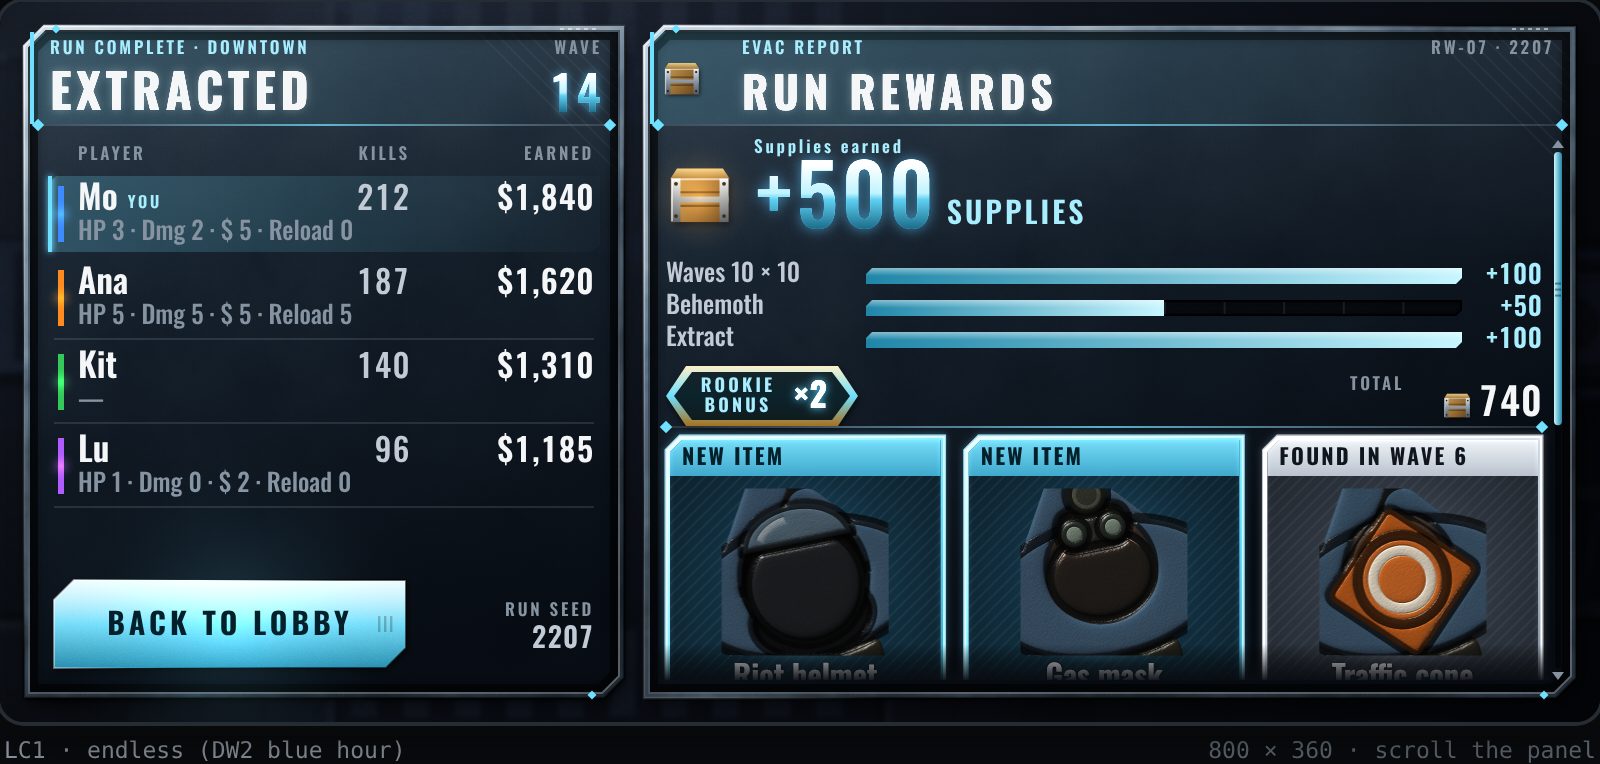 RUN COMPLETE · DOWNTOWN
WAVE
EXTRACTED
14
PLAYER KILLS EARNED
Mo YOU 212 $1,840
HP 3 · Dmg 2 · $ 5 · Reload 0
Ana 187 $1,620
HP 5 · Dmg 5 · $ 5 · Reload 5
Kit 140 $1,310
—
Lu 96 $1,185
HP 1 · Dmg 0 · $ 2 · Reload 0
BACK TO LOBBY
RUN SEED
2207
EVAC REPORT
RW-07 · 2207
RUN REWARDS
Supplies earned
+500 SUPPLIES
Waves 10 × 10 +100
Behemoth +50
Extract +100
ROOKIE
BONUS
×2
TOTAL
740
NEW ITEM
NEW ITEM
FOUND IN WAVE 6
Riot helmet
Gas mask
Traffic cone
LC1 · endless (DW2 blue hour)
800 × 360 · scroll the panel